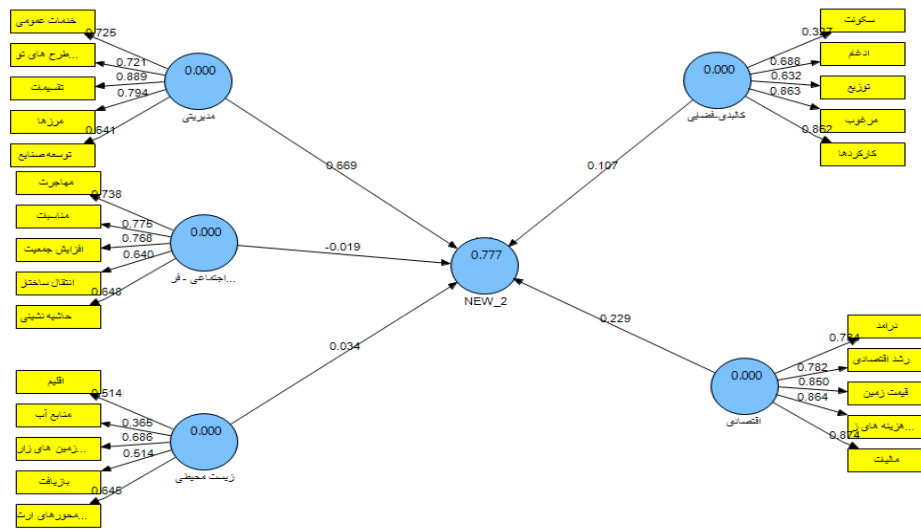 خدمات عمومی
0.725
طرح های تو...
0.721
تقسیمات
0.889
مرزها
0.794
توسعه صنایع
0.641
0.000
مدیریتی
0.669
مهاجرت
0.738
مناسبات
0.775
افزایش جمعیت
0.768
انتقال ساختار
0.640
حاشیه نشینی
0.648
0.000
اجتماعی - فر...
-0.019
اقلیم
0.514
منابع آب
0.365
زمین های زار...
0.686
بازیافت
0.514
محورهای ارت...
0.645
0.000
زیست محیطی
0.034
0.777
NEW_2
سکونت
0.327
ادغام
0.688
توزیع
0.632
مرغوب
0.863
کارکردها
0.862
0.000
کالبدی-فضایی
0.107
درامد
رشد اقتصادی
0.782
قیمت زمین
0.850
هزینه های ز...
0.864
مالیات
0.874
0.000
اقتصادی
0.229